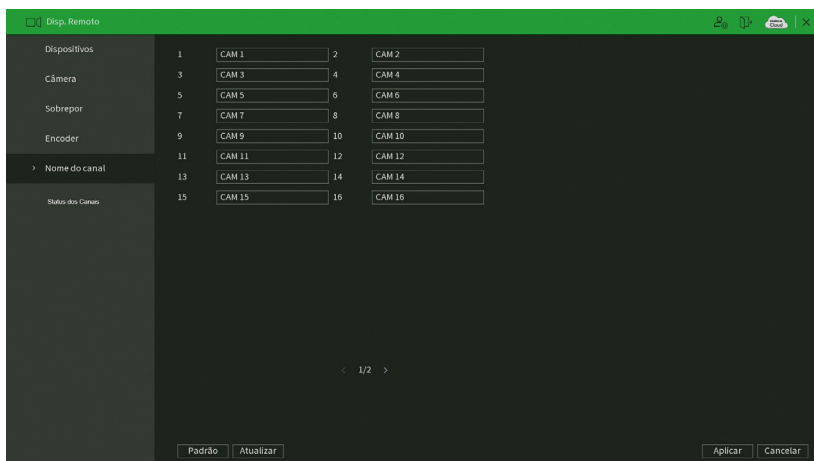 Disp. Remoto
Cloud
Dispositivos
Câmera
Sobrepor
Encoder
> Nome do canal
Status dos Canais
1 CAM 1 2 CAM 2
3 CAM 3 4 CAM 4
5 CAM 5 6 CAM 6
7 CAM 7 8 CAM 8
9 CAM 9 10 CAM 10
11 CAM 11 12 CAM 12
13 CAM 13 14 CAM 14
15 CAM 15 16 CAM 16
< 1/2 >
Padrão Atualizar Aplicar Cancelar